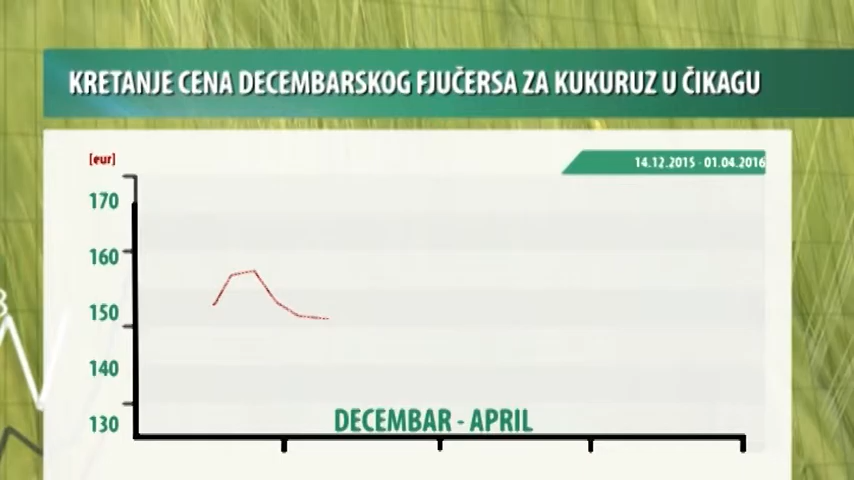 KRETANJE CENA DECEMBARSKOG FJUČERSA ZA KUKURUZ U ČIKAGU
[eur]
14.12.2015 - 01.04.2016
170
160
150
140
130
DECEMBAR - APRIL